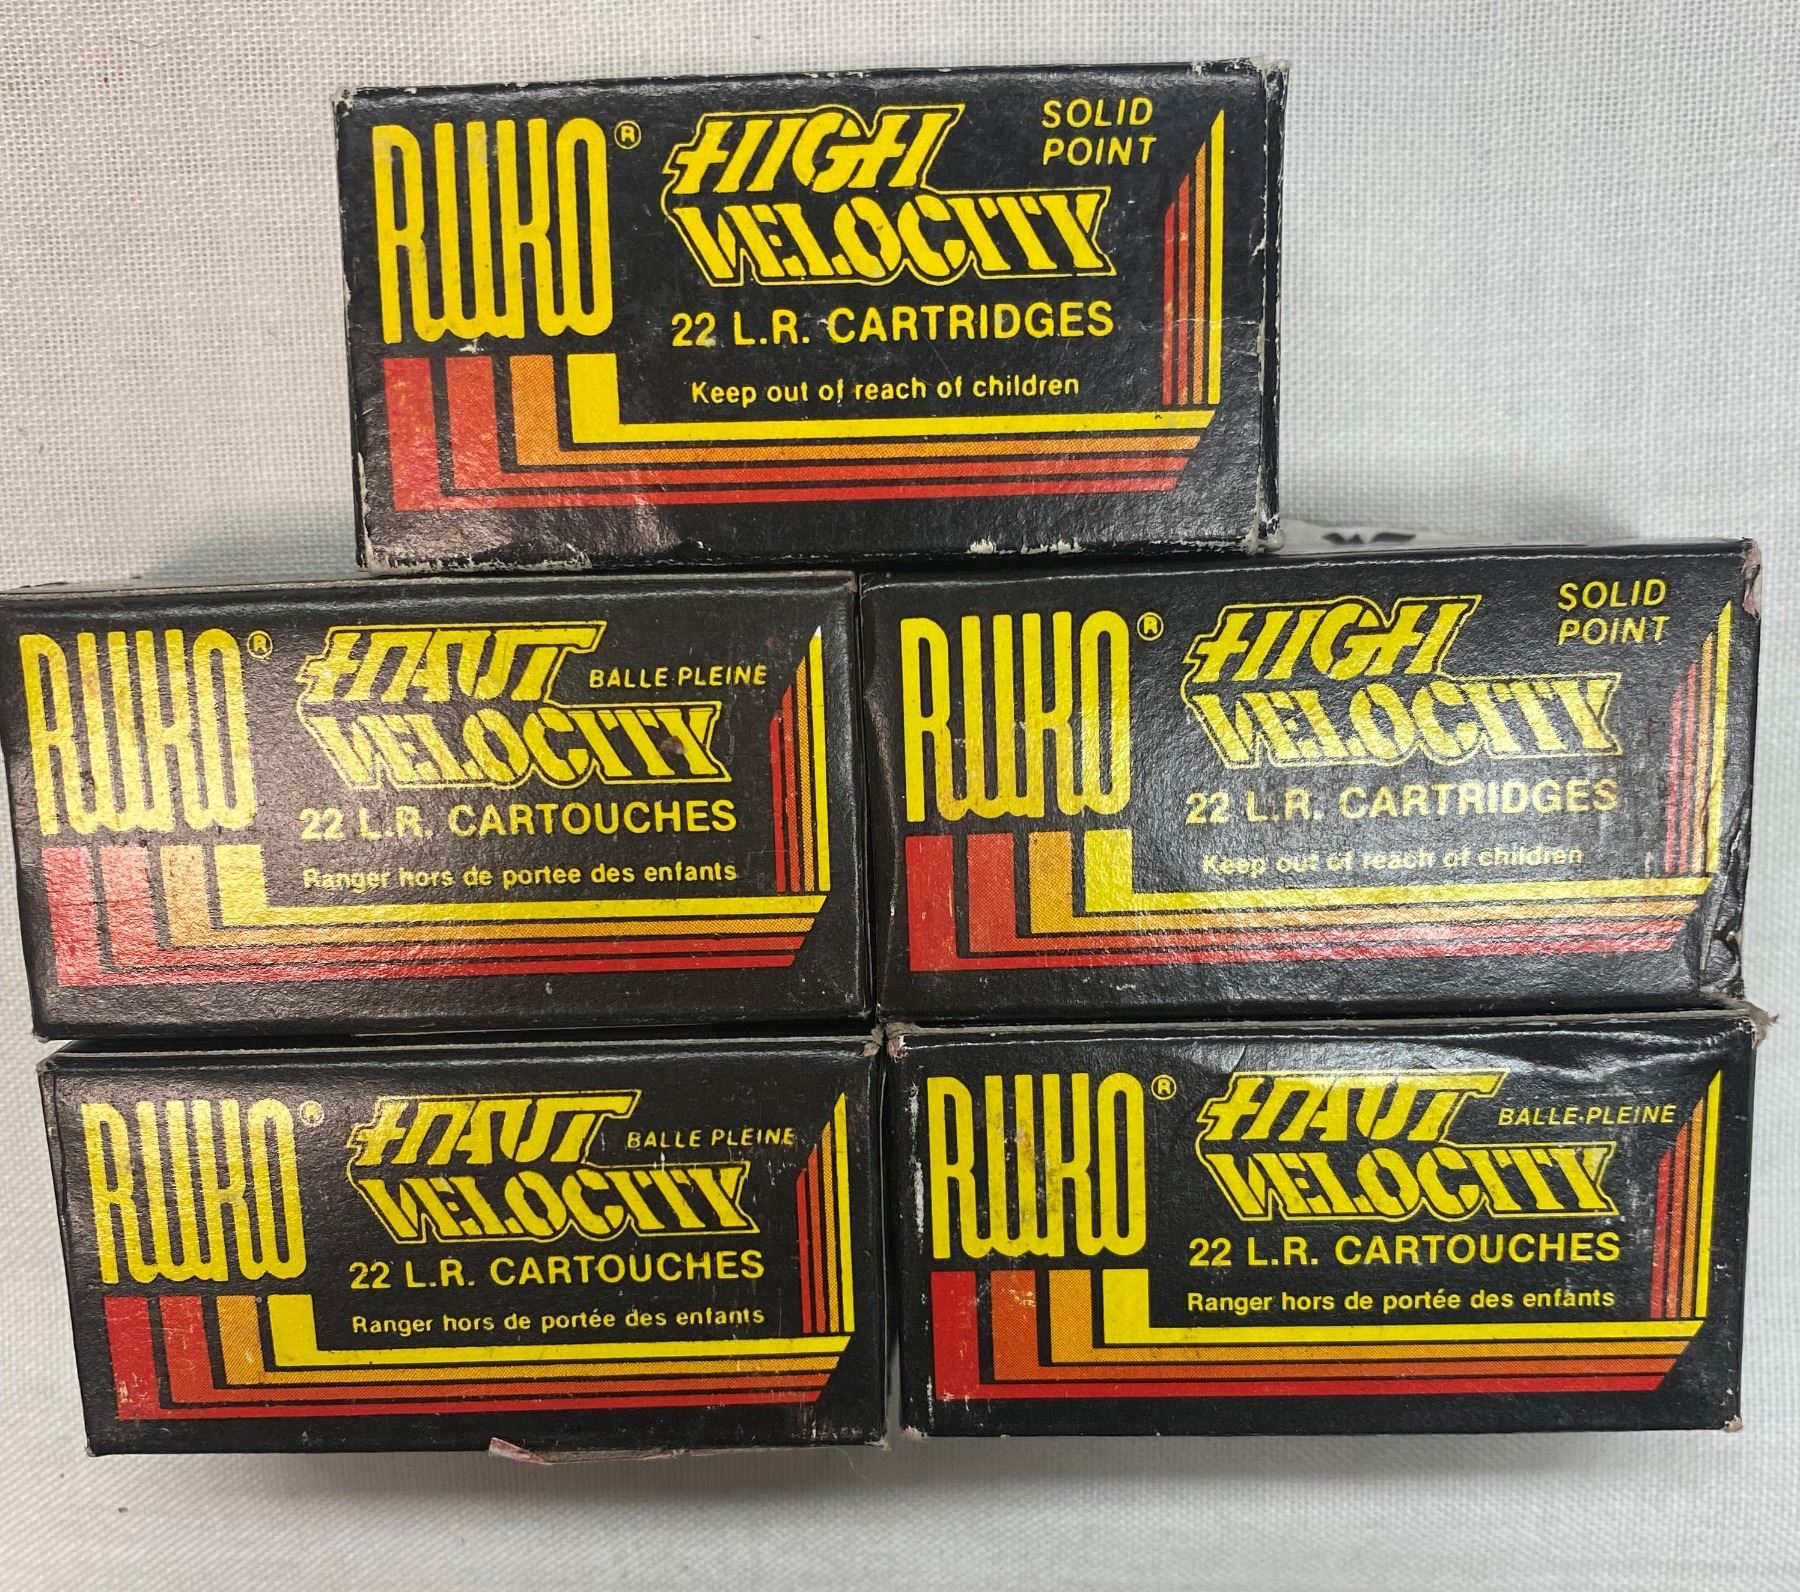 RUKO®
HIGH
VELOCITY
SOLID
POINT
22 L.R. CARTRIDGES
Keep out of reach of children
RUKO®
HAUT
VELOCITY
BALLE PLEINE
22 L.R. CARTOUCHES
Ranger hors de portee des enfants
RUKO®
HIGH
VELOCITY
SOLID
POINT
22 L.R. CARTRIDGES
Keep out of reach of children
RUKO®
HAUT
VELOCITY
BALLE PLEINE
22 L.R. CARTOUCHES
Ranger hors de portée des enfants
RUKO®
HAUT
VELOCITY
BALLE PLEINE
22 L.R. CARTOUCHES
Ranger hors de portée des enfants